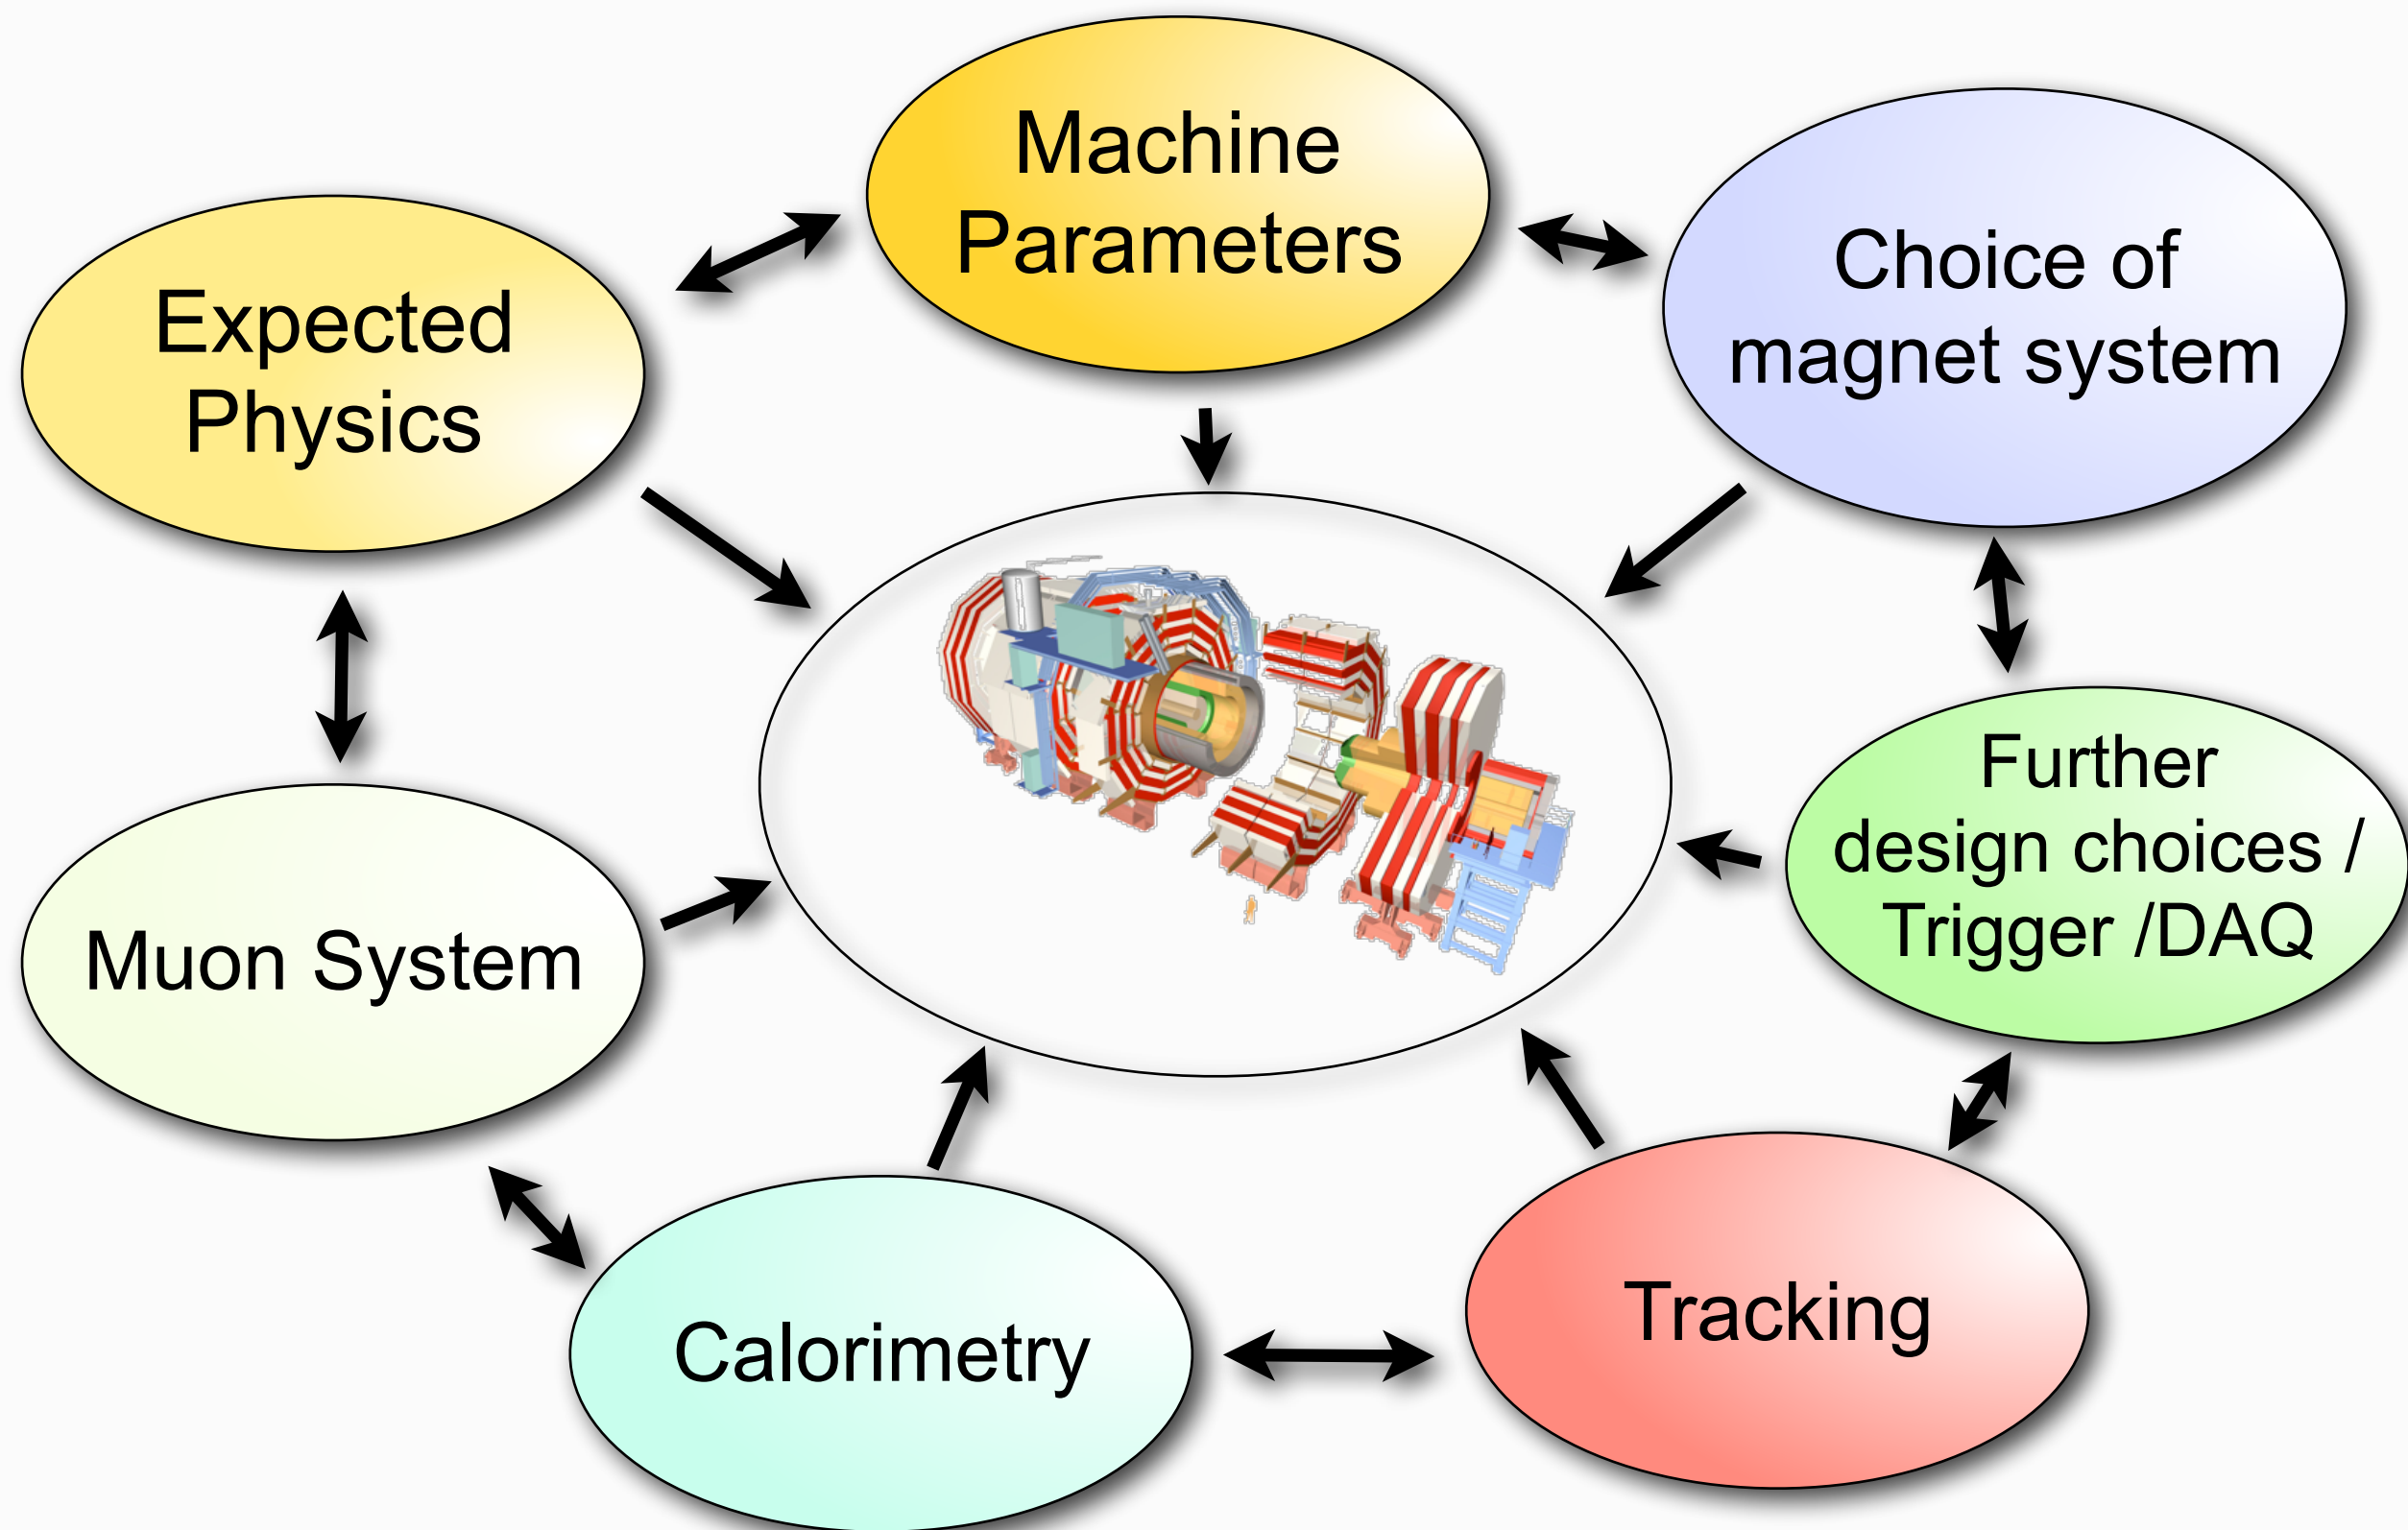 Machine
Parameters
Choice of
magnet system
Expected
Physics
Further
design choices /
Trigger /DAQ
Muon System
Tracking
Calorimetry